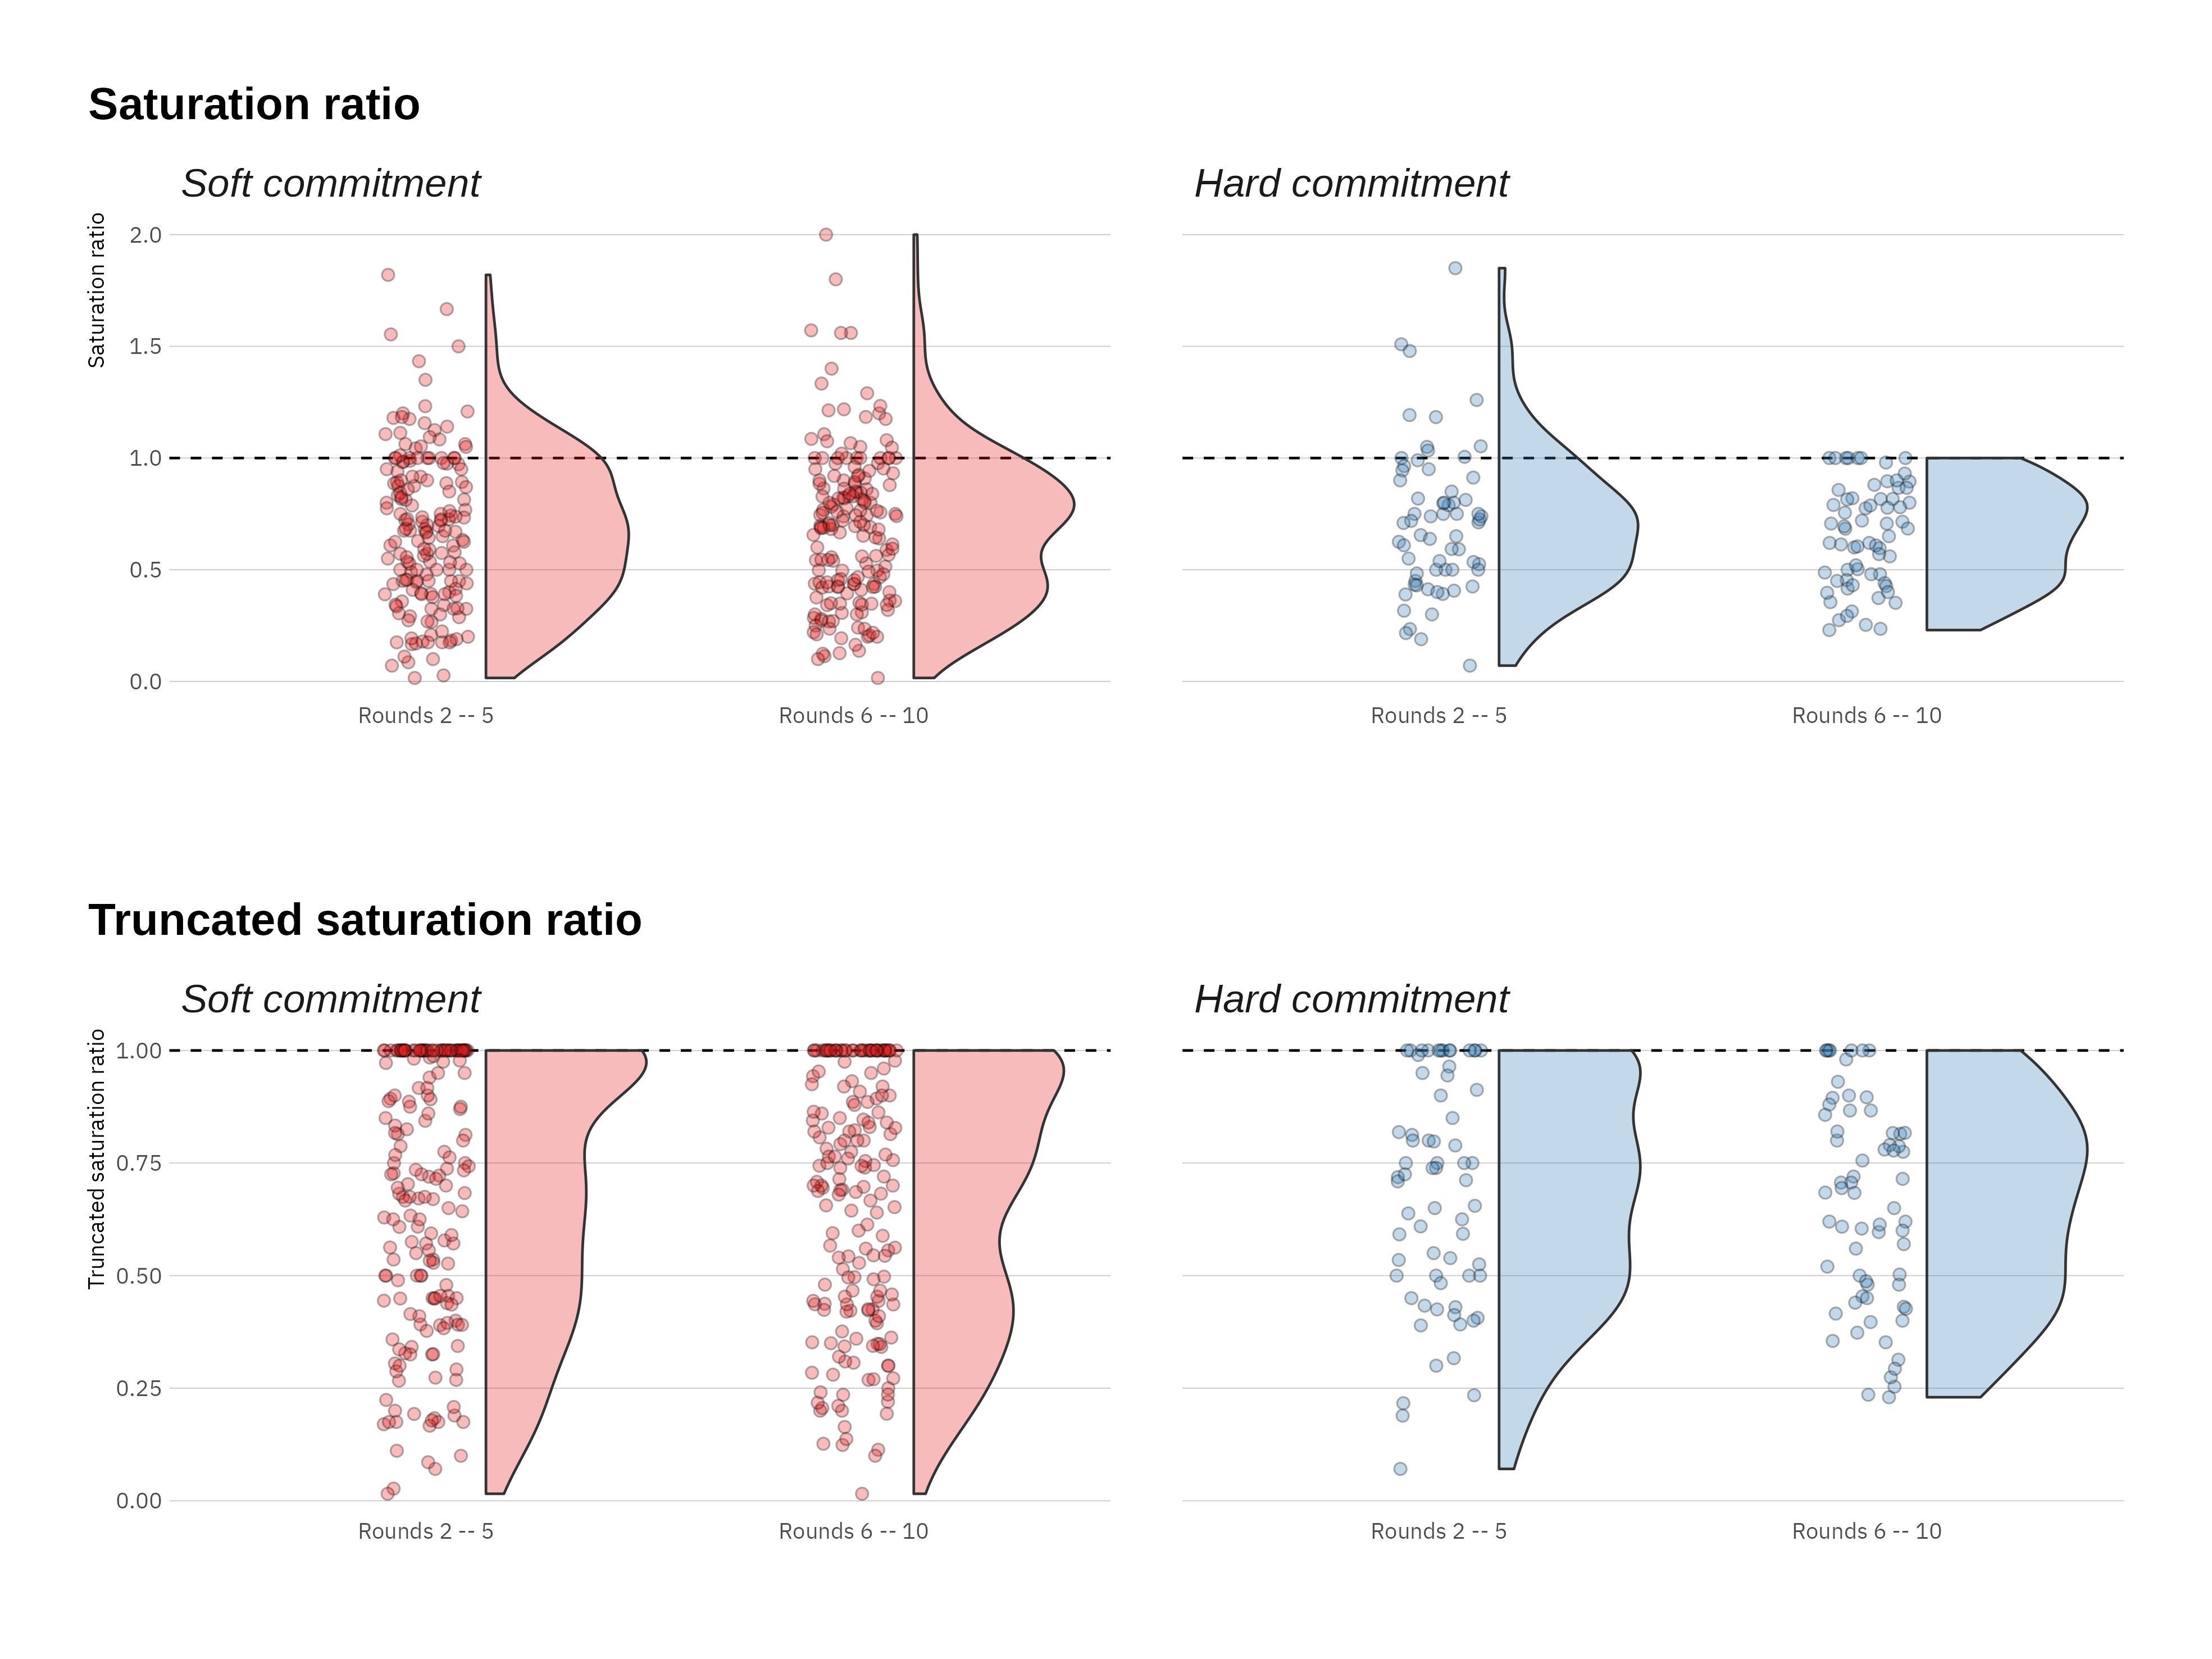 Saturation ratio
Soft commitment
Hard commitment
Saturation ratio
2.0
1.5
1.0
0.5
0.0
Rounds 2 -- 5
Rounds 6 -- 10
Rounds 2 -- 5
Rounds 6 -- 10
Truncated saturation ratio
Soft commitment
Hard commitment
Truncated saturation ratio
1.00
0.75
0.50
0.25
0.00
Rounds 2 -- 5
Rounds 6 -- 10
Rounds 2 -- 5
Rounds 6 -- 10